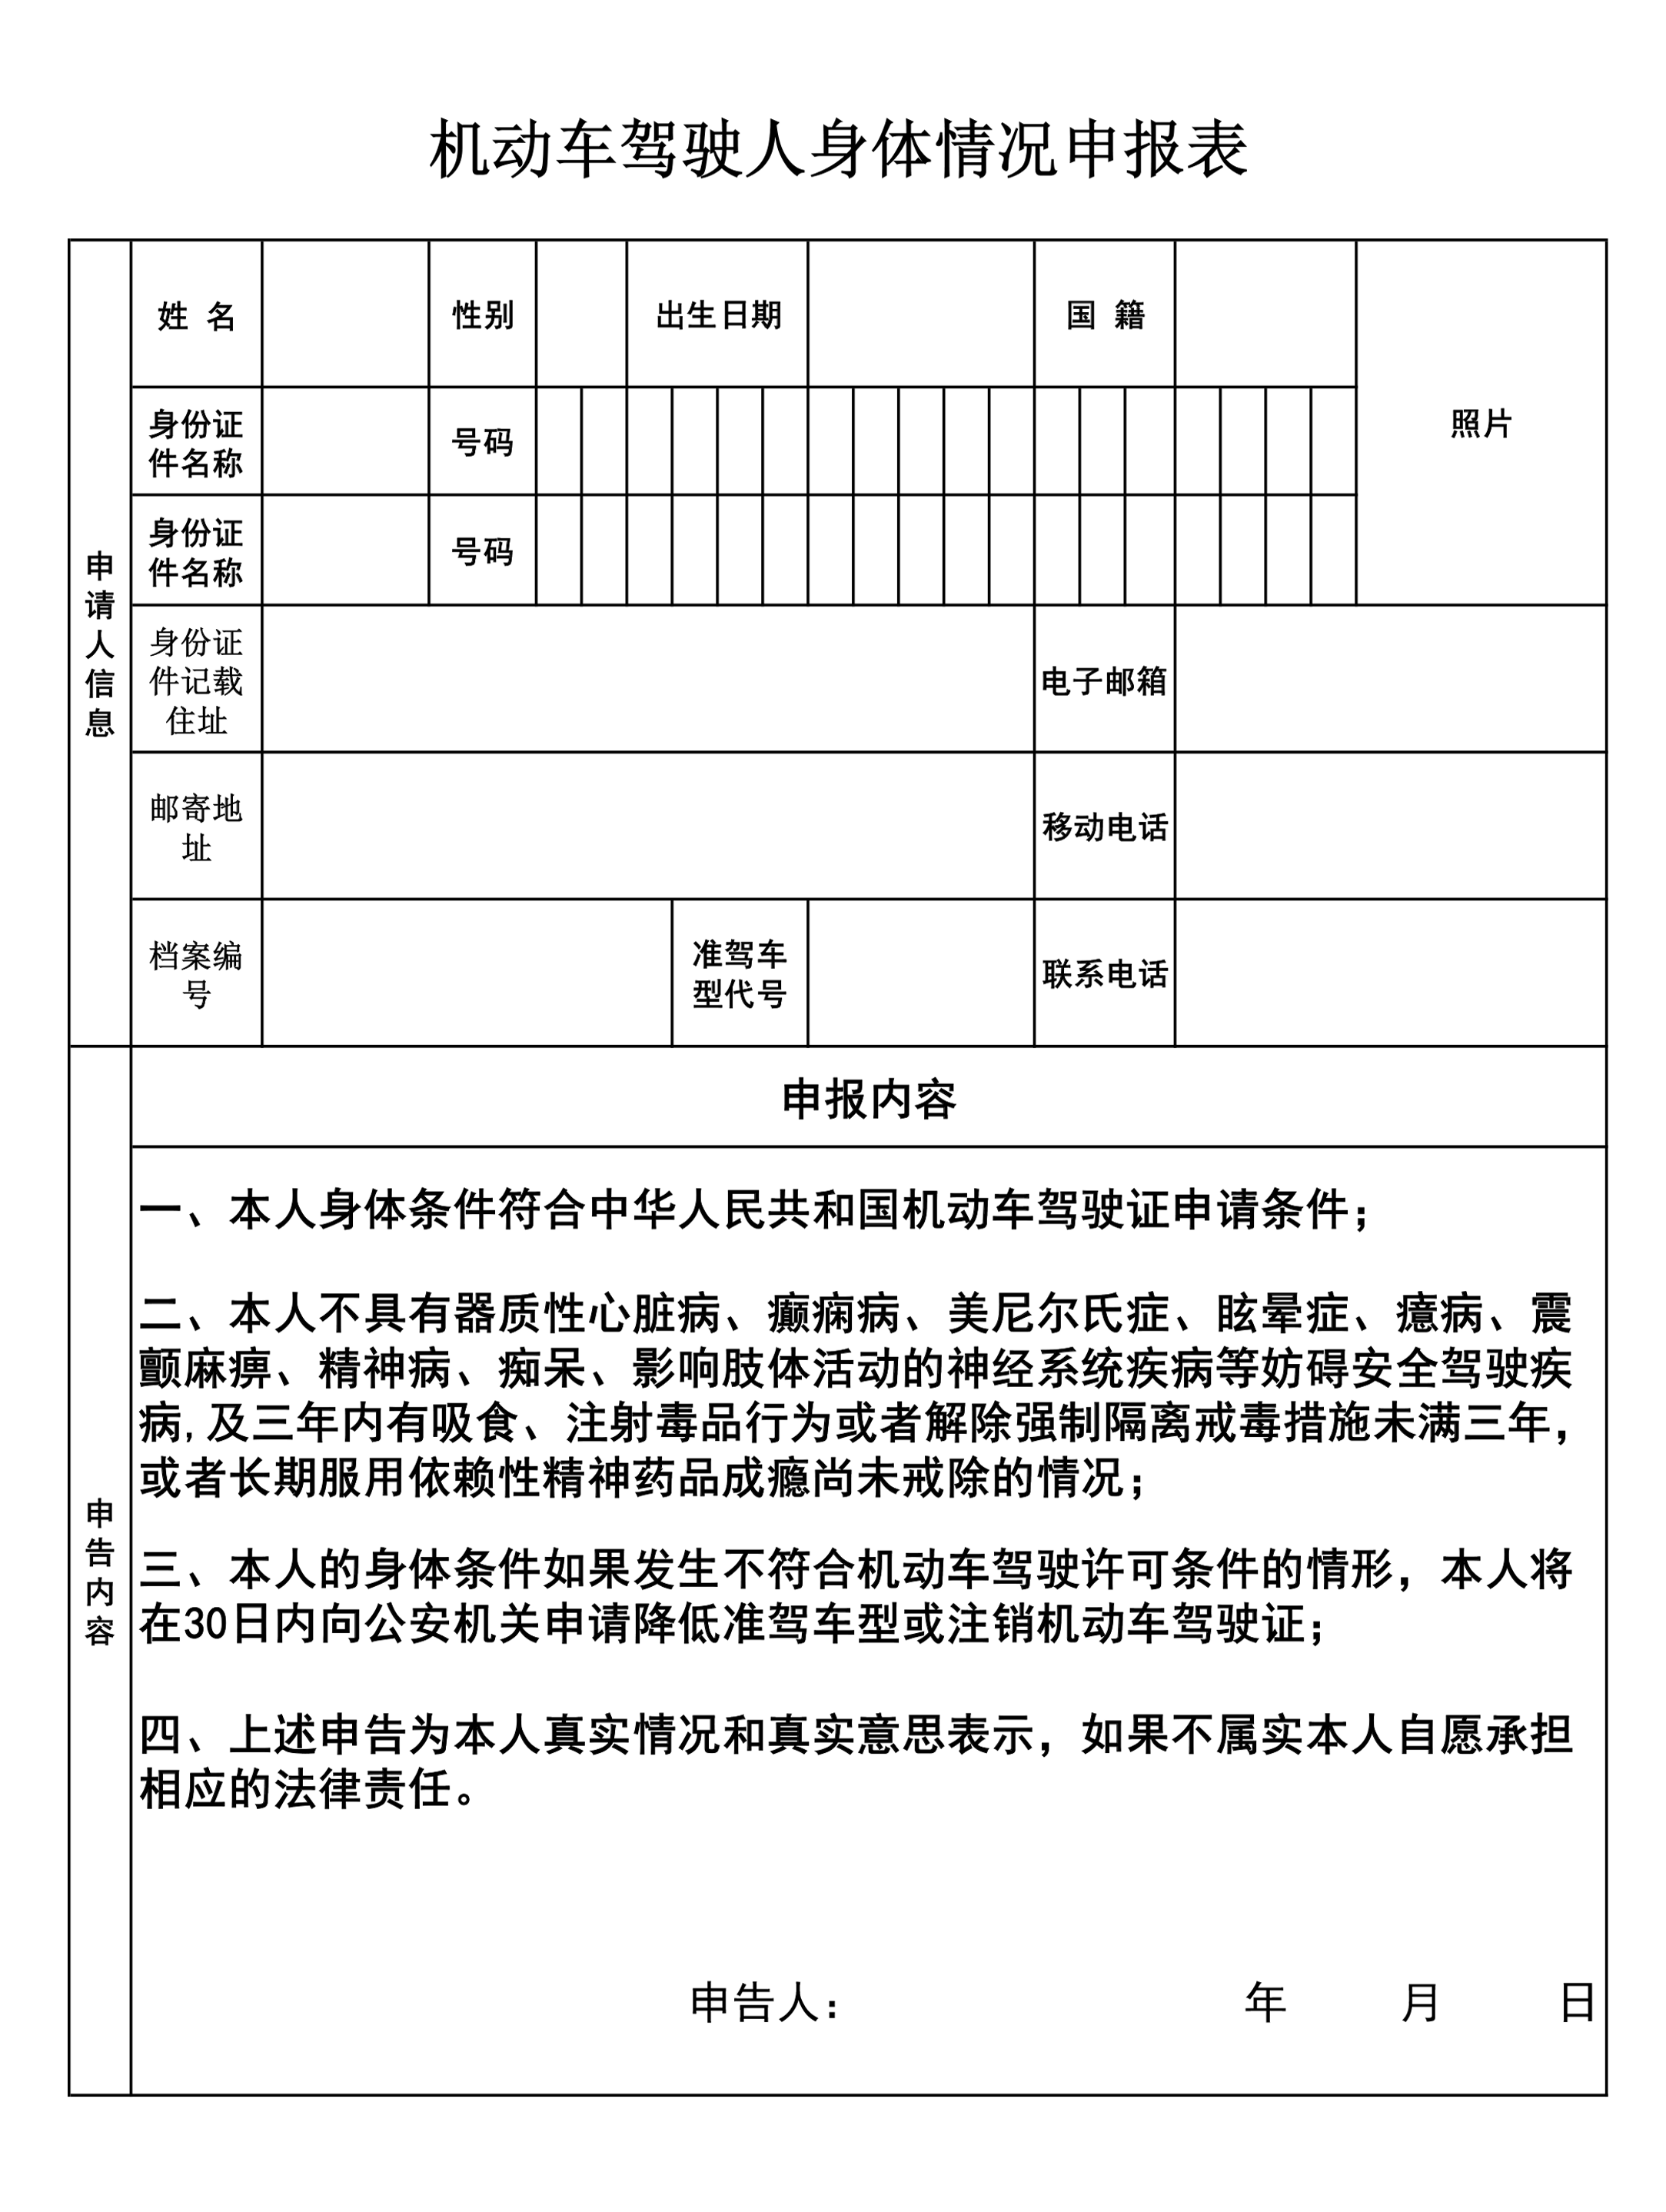 机动车驾驶人身体情况申报表
申请人信息
姓 名
性别
出生日期
国 籍
照片
身份证
件名称
号码
身份证
件名称
号码
身份证
件记载
住址
电子邮箱
邮寄地
址
移动电话
档案编
号
准驾车
型代号
联系电话
申告内容
申报内容
一、本人身体条件符合中华人民共和国机动车驾驶证申请条件；
二、本人不具有器质性心脏病、癫痫病、美尼尔氏症、眩晕症、癔病、震
颤麻痹、精神病、痴呆、影响肢体活动的神经系统疾病等妨碍安全驾驶疾
病,及三年内有吸食、注射毒品行为或者解除强制隔离戒毒措施未满三年，
或者长期服用依赖性精神药品成瘾尚未戒除的情况；
三、本人的身体条件如果发生不符合机动车驾驶许可条件的情形，本人将
在30日内向公安机关申请降低准驾车型或注销机动车驾驶证；
四、上述申告为本人真实情况和真实意思表示，如果不属实本人自愿承担
相应的法律责任。
申告人： 年 月 日